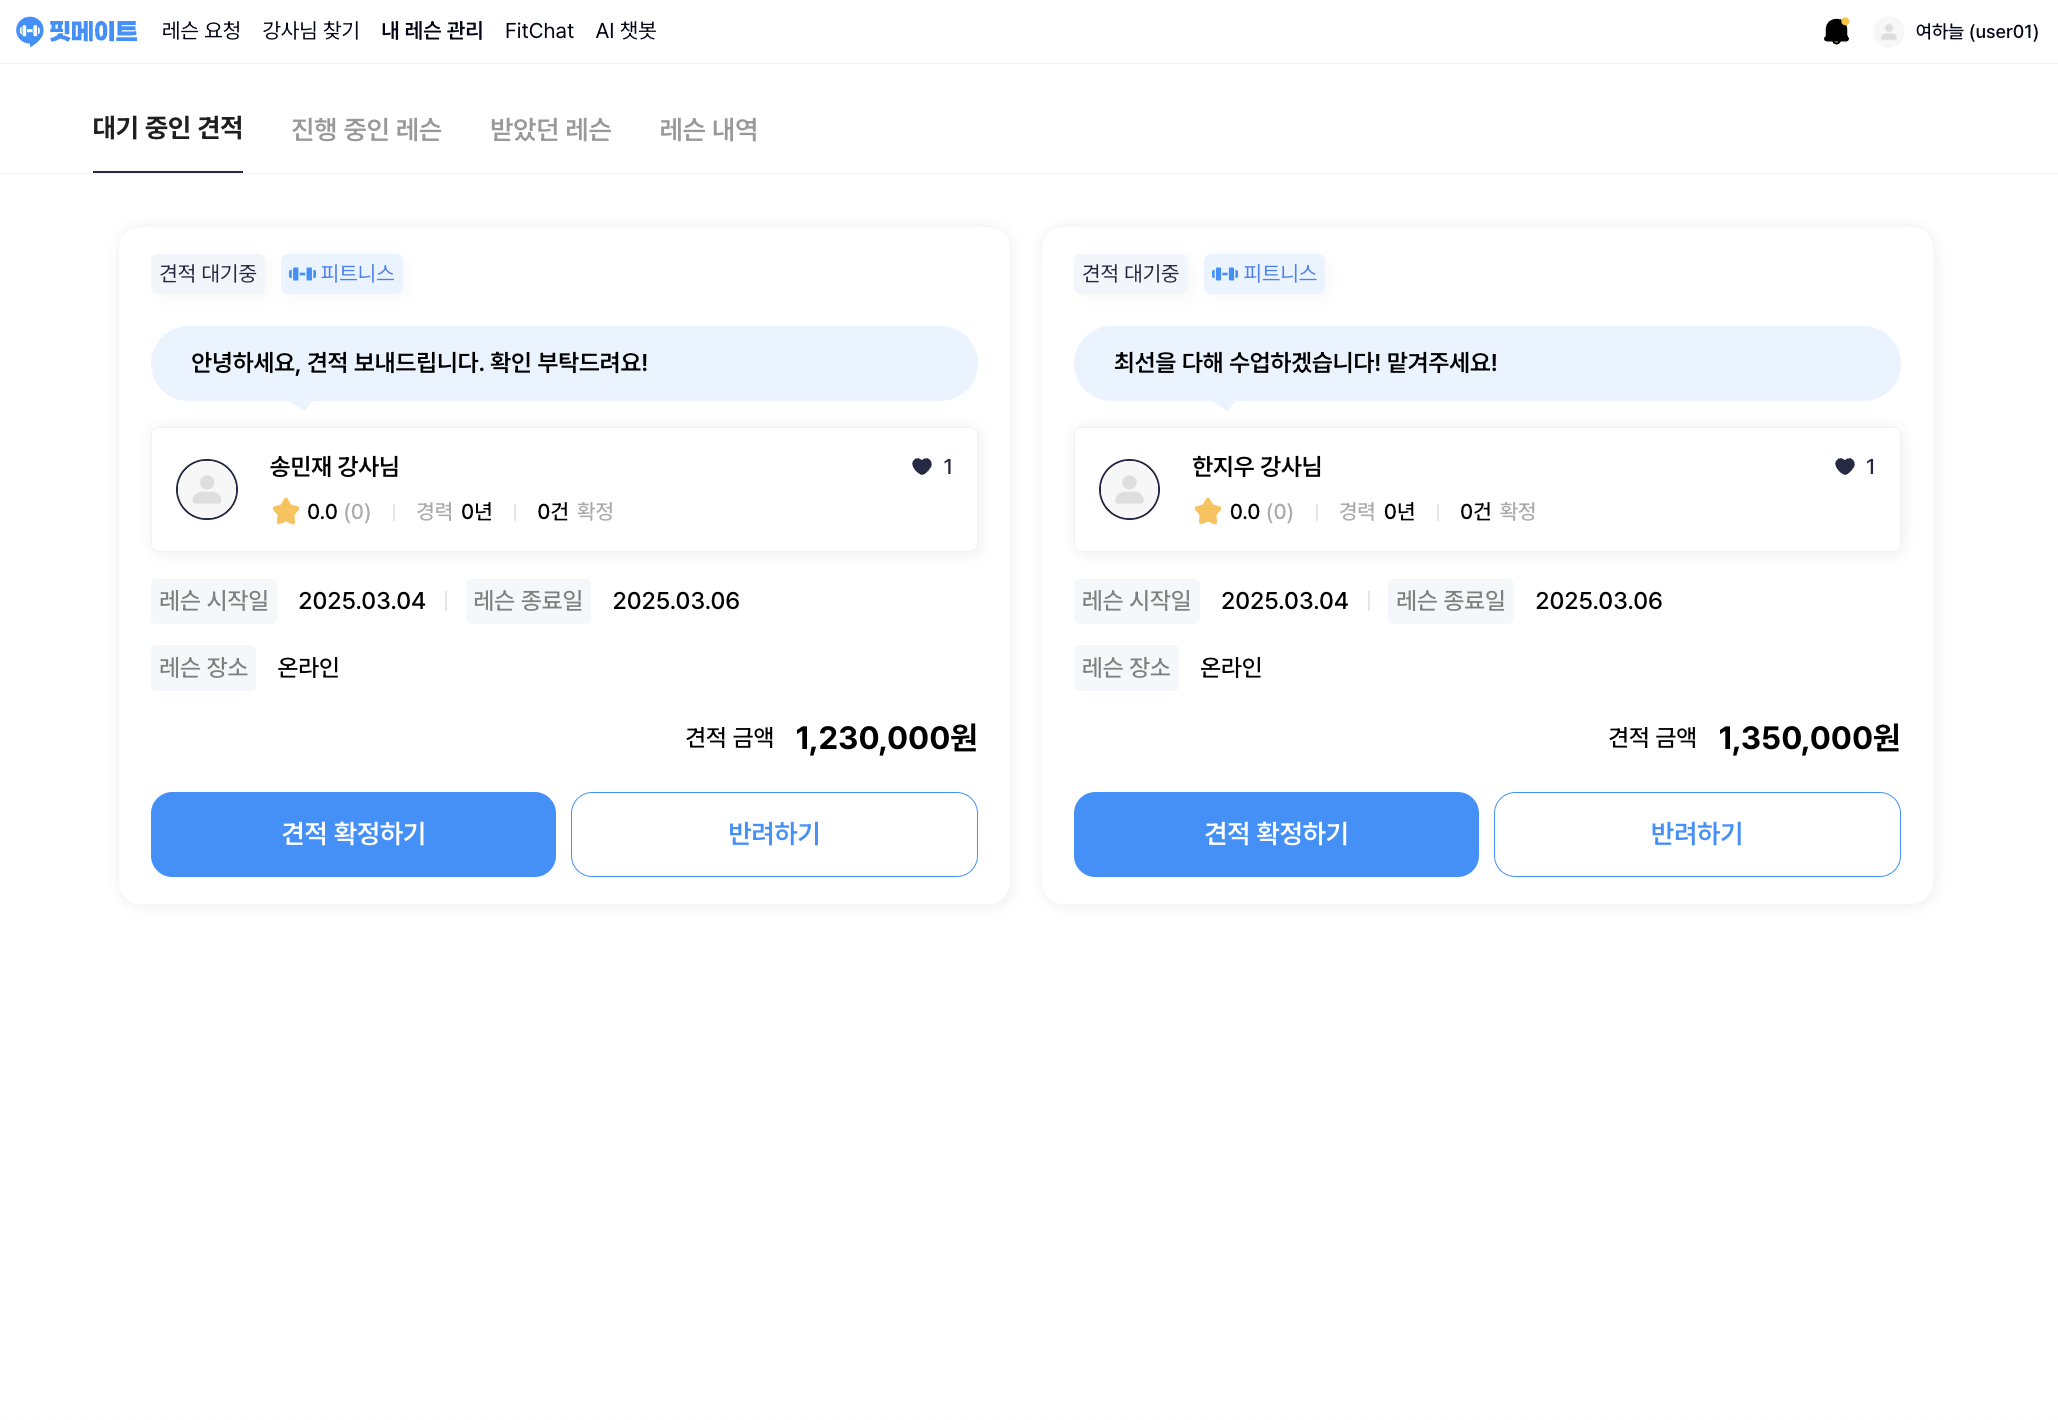 핏메이트 레슨 요청 강사님 찾기 내 레슨 관리 FitChat AI 챗봇 여하늘 (user01)
대기 중인 견적 진행 중인 레슨 받았던 레슨 레슨 내역
견적 대기중 피트니스
안녕하세요, 견적 보내드립니다. 확인 부탁드려요!
송민재 강사님 1
0.0 (0) 경력 0년 0건 확정
레슨 시작일 2025.03.04 레슨 종료일 2025.03.06
레슨 장소 온라인
견적 금액 1,230,000원
견적 확정하기 반려하기
견적 대기중 피트니스
최선을 다해 수업하겠습니다! 맡겨주세요!
한지우 강사님 1
0.0 (0) 경력 0년 0건 확정
레슨 시작일 2025.03.04 레슨 종료일 2025.03.06
레슨 장소 온라인
견적 금액 1,350,000원
견적 확정하기 반려하기